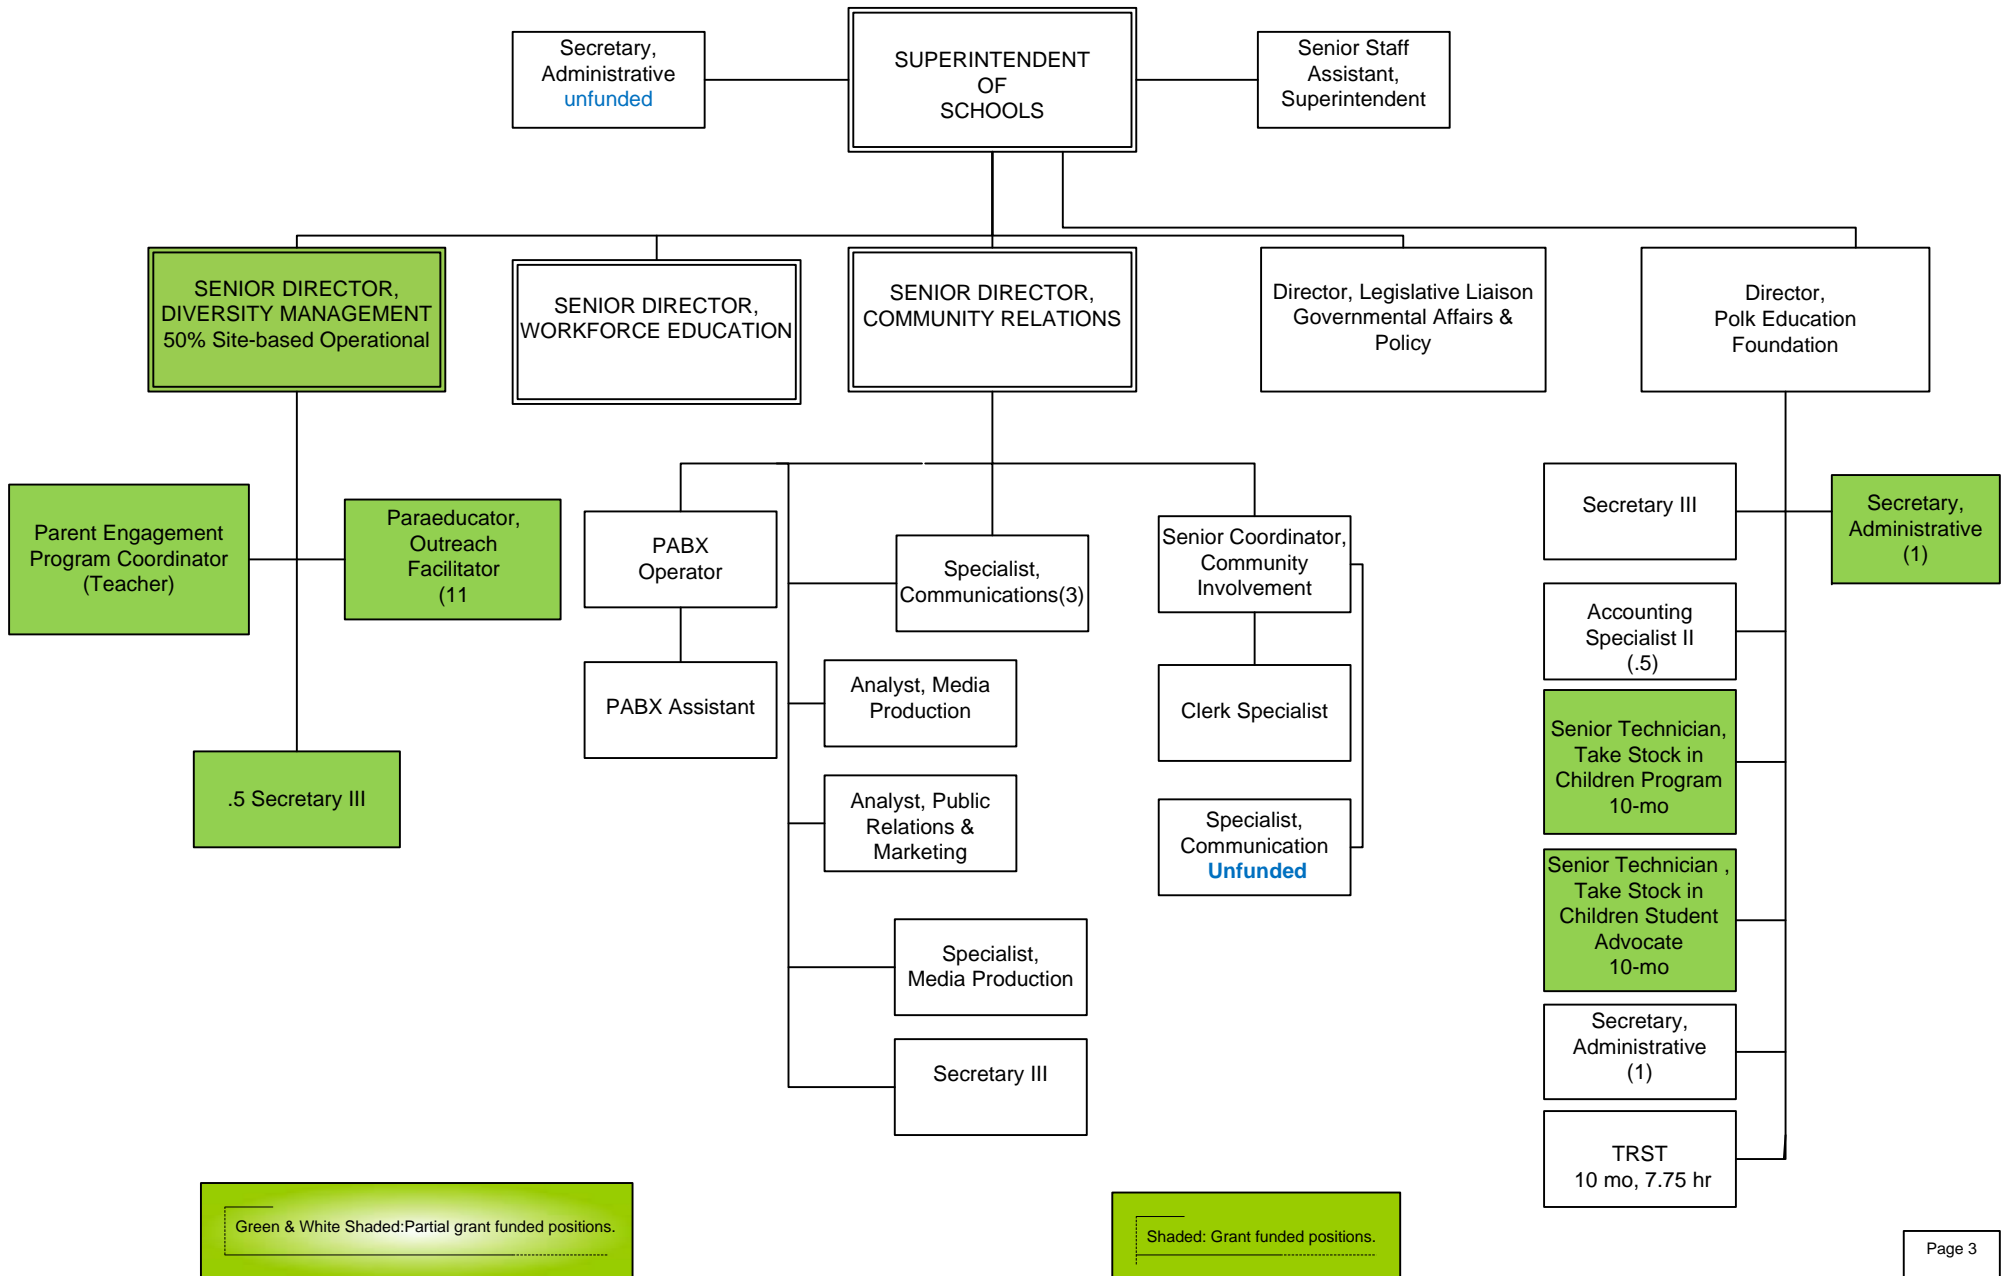 Secretary,
Administrative
unfunded
SUPERINTENDENT
OF
SCHOOLS
Senior Staff
Assistant,
Superintendent
SENIOR DIRECTOR,
DIVERSITY MANAGEMENT
50% Site-based Operational
SENIOR DIRECTOR,
WORKFORCE EDUCATION
SENIOR DIRECTOR,
COMMUNITY RELATIONS
Director, Legislative Liaison
Governmental Affairs &
Policy
Director,
Polk Education
Foundation
Parent Engagement
Program Coordinator
(Teacher)
Paraeducator,
Outreach
Facilitator
(11
.5 Secretary III
PABX
Operator
PABX Assistant
Specialist,
Communications(3)
Analyst, Media
Production
Analyst, Public
Relations &
Marketing
Specialist,
Media Production
Secretary III
Senior Coordinator,
Community
Involvement
Clerk Specialist
Specialist,
Communication
Unfunded
Secretary III
Secretary,
Administrative
(1)
Accounting
Specialist II
(.5)
Senior Technician,
Take Stock in
Children Program
10-mo
Senior Technician ,
Take Stock in
Children Student
Advocate
10-mo
Secretary,
Administrative
(1)
TRST
10 mo, 7.75 hr
Green & White Shaded:Partial grant funded positions.
Shaded: Grant funded positions.
Page 3